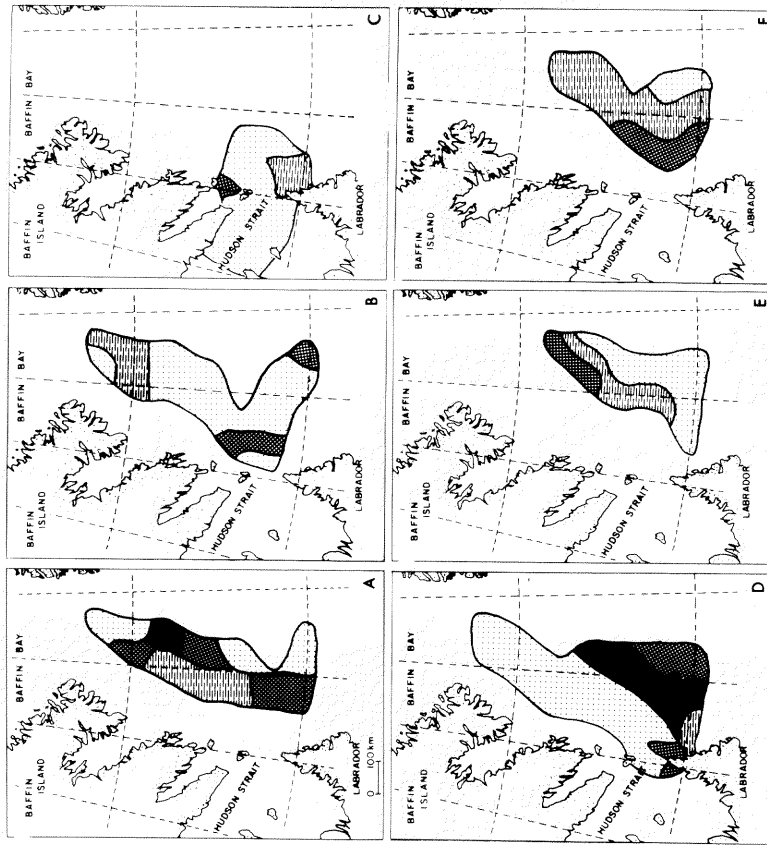 BAFFIN
ISLAND
BAFFIN BAY
HUDSON STRAIT
LABRADOR
0 100 km
A
BAFFIN
ISLAND
BAFFIN BAY
HUDSON STRAIT
LABRADOR
B
BAFFIN
ISLAND
BAFFIN BAY
HUDSON STRAIT
LABRADOR
C
BAFFIN
ISLAND
BAFFIN BAY
HUDSON STRAIT
LABRADOR
D
BAFFIN
ISLAND
BAFFIN BAY
HUDSON STRAIT
LABRADOR
E
BAFFIN
ISLAND
BAFFIN BAY
HUDSON STRAIT
LABRADOR
F